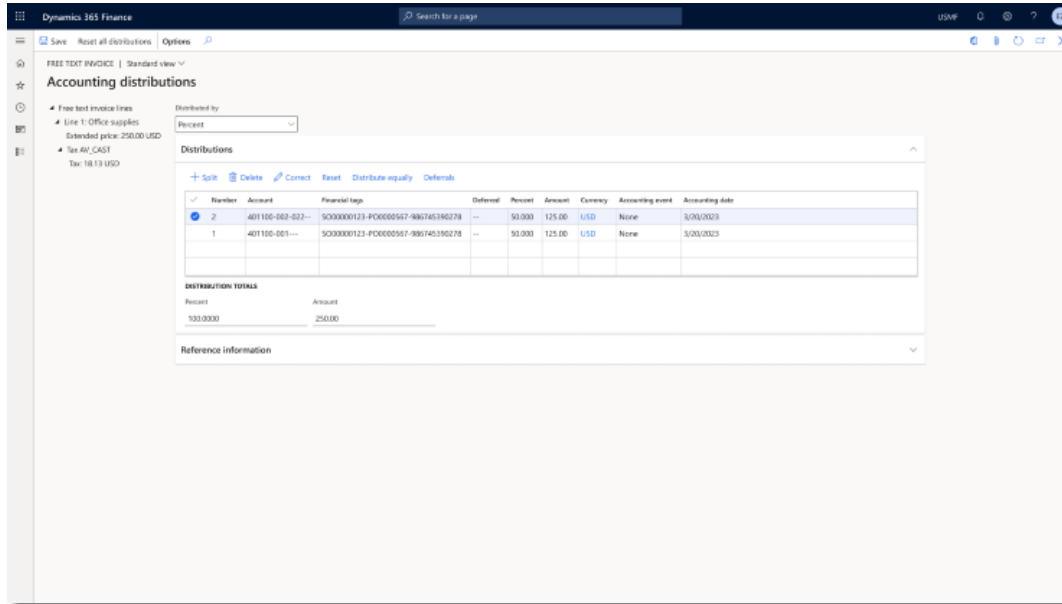 Dynamics 365 Finance
Search for a page
USMF
Save Reset all distributions Options
FREE TEXT INVOICE | Standard view
Accounting distributions
Free text invoice lines
Line 1: Office supplies
Extended price: 250.00 USD
Tax AV_CAST
Tax: 18.13 USD
Distributed by
Percent
Distributions
Split Delete Correct Reset Distribute equally Deferrals
Number Account Financial tags Deferred Percent Amount Currency Accounting event Accounting date
2 401100-002-022-- SO00000123-PO0000567-986745390278 -- 50.000 125.00 USD None 3/20/2023
1 401100-001--- SO00000123-PO0000567-986745390278 -- 50.000 125.00 USD None 3/20/2023
DISTRIBUTION TOTALS
Percent Amount
100.0000 250.00
Reference information